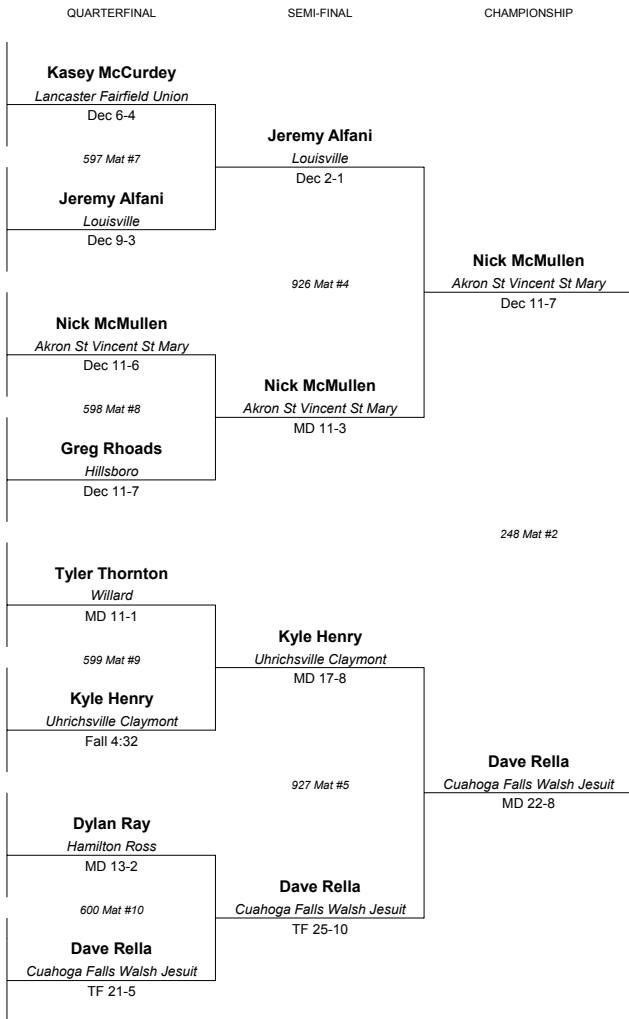 QUARTERFINAL
SEMI-FINAL
CHAMPIONSHIP
Kasey McCurdey
Lancaster Fairfield Union
Dec 6-4
597 Mat #7
Jeremy Alfani
Louisville
Dec 9-3
Jeremy Alfani
Louisville
Dec 2-1
926 Mat #4
Nick McMullen
Akron St Vincent St Mary
Dec 11-6
598 Mat #8
Greg Rhoads
Hillsboro
Dec 11-7
Nick McMullen
Akron St Vincent St Mary
MD 11-3
Nick McMullen
Akron St Vincent St Mary
Dec 11-7
248 Mat #2
Tyler Thornton
Willard
MD 11-1
599 Mat #9
Kyle Henry
Uhrichsville Claymont
Fall 4:32
Kyle Henry
Uhrichsville Claymont
MD 17-8
927 Mat #5
Dylan Ray
Hamilton Ross
MD 13-2
600 Mat #10
Dave Rella
Cuahoga Falls Walsh Jesuit
TF 21-5
Dave Rella
Cuahoga Falls Walsh Jesuit
TF 25-10
Dave Rella
Cuahoga Falls Walsh Jesuit
MD 22-8